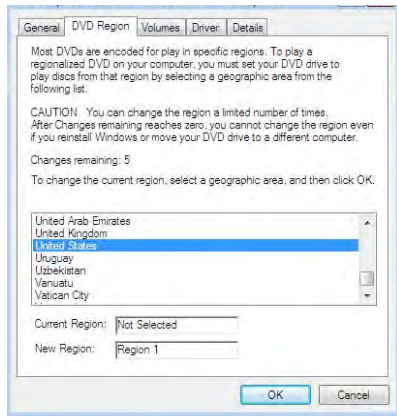 General DVD Region Volumes Driver Details
Most DVDs are encoded for play in specific regions. To play a
regionalized DVD on your computer, you must set your DVD drive to
play discs from that region by selecting a geographic area from the
following list.
CAUTION You can change the region a limited number of times.
After Changes remaining reaches zero, you cannot change the region even
if you reinstall Windows or move your DVD drive to a different computer.
Changes remaining: 5
To change the current region, select a geographic area, and then click OK.
United Arab Emirates
United Kingdom
United States
Uruguay
Uzbekistan
Vanuatu
Vatican City
Current Region: Not Selected
New Region: Region 1
OK Cancel